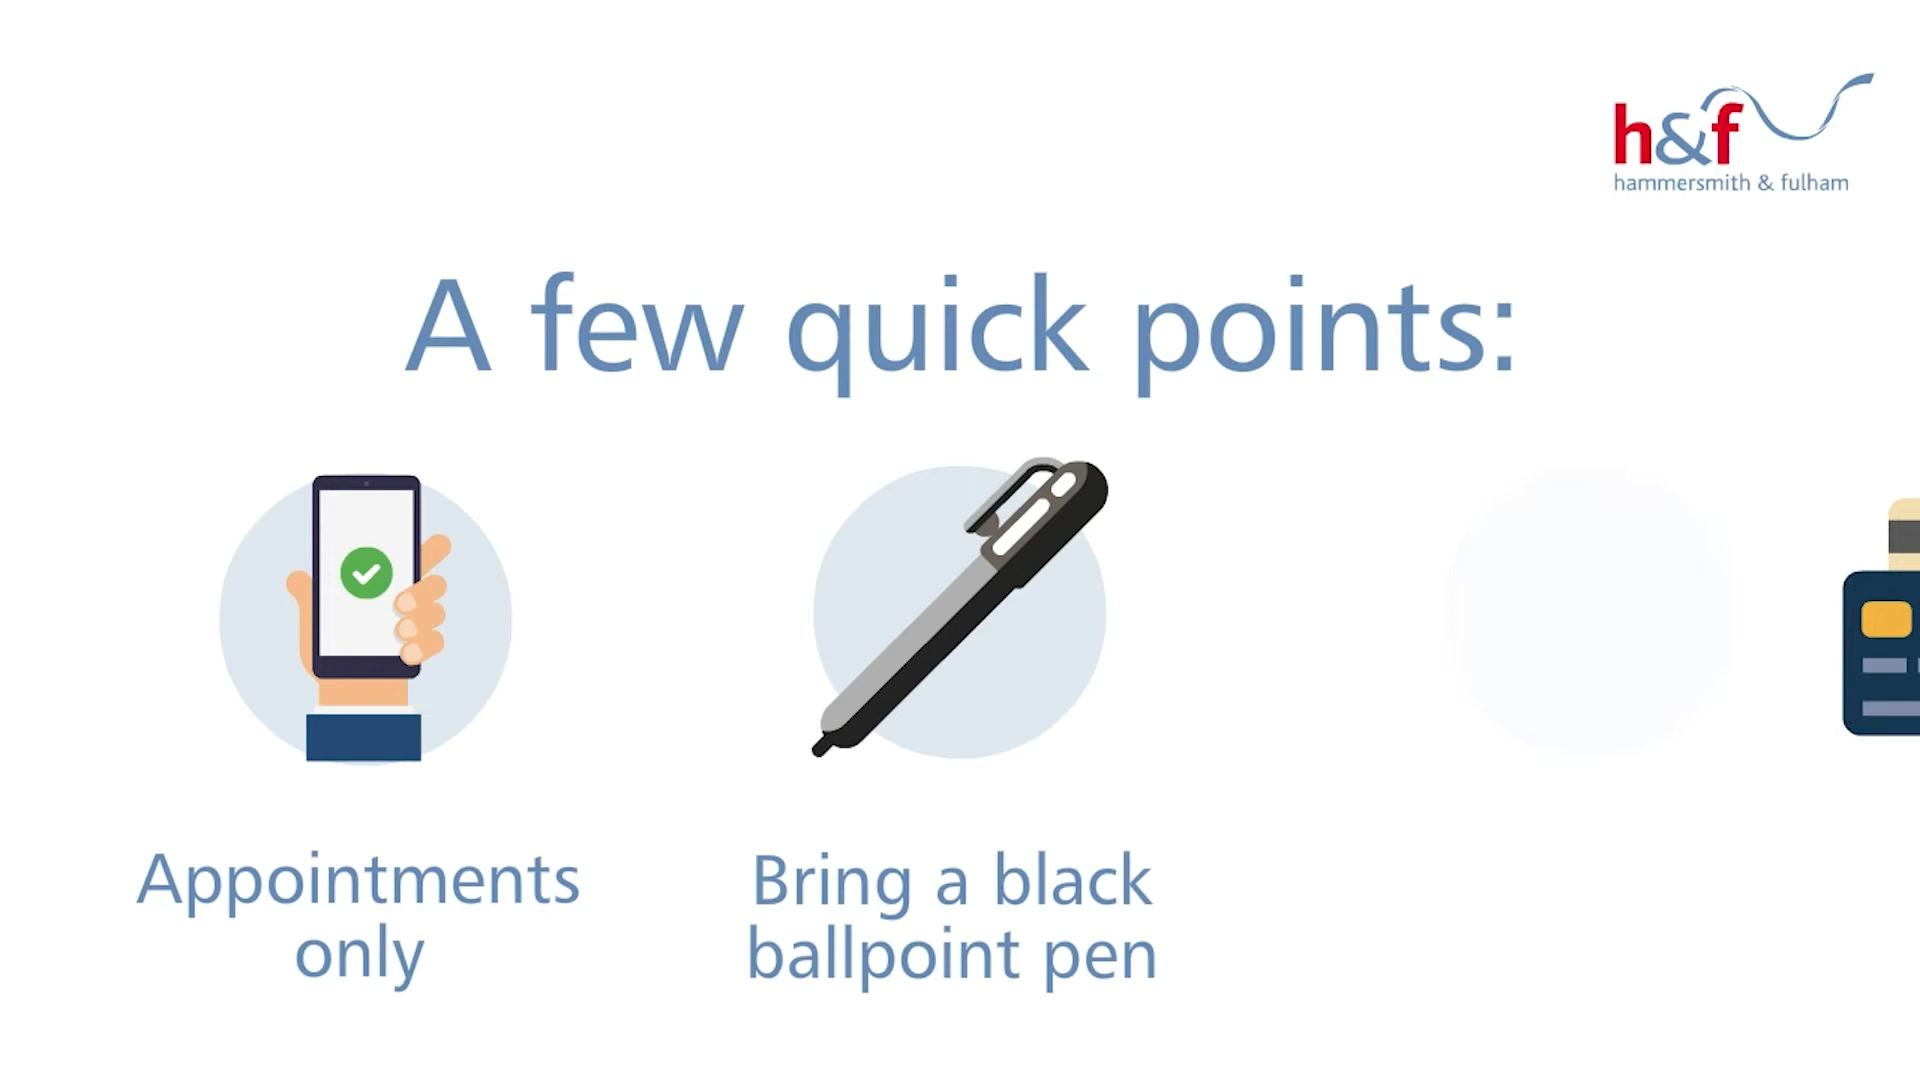 h&f
hammersmith & fulham
A few quick points:
Appointments
only
Bring a black
ballpoint pen